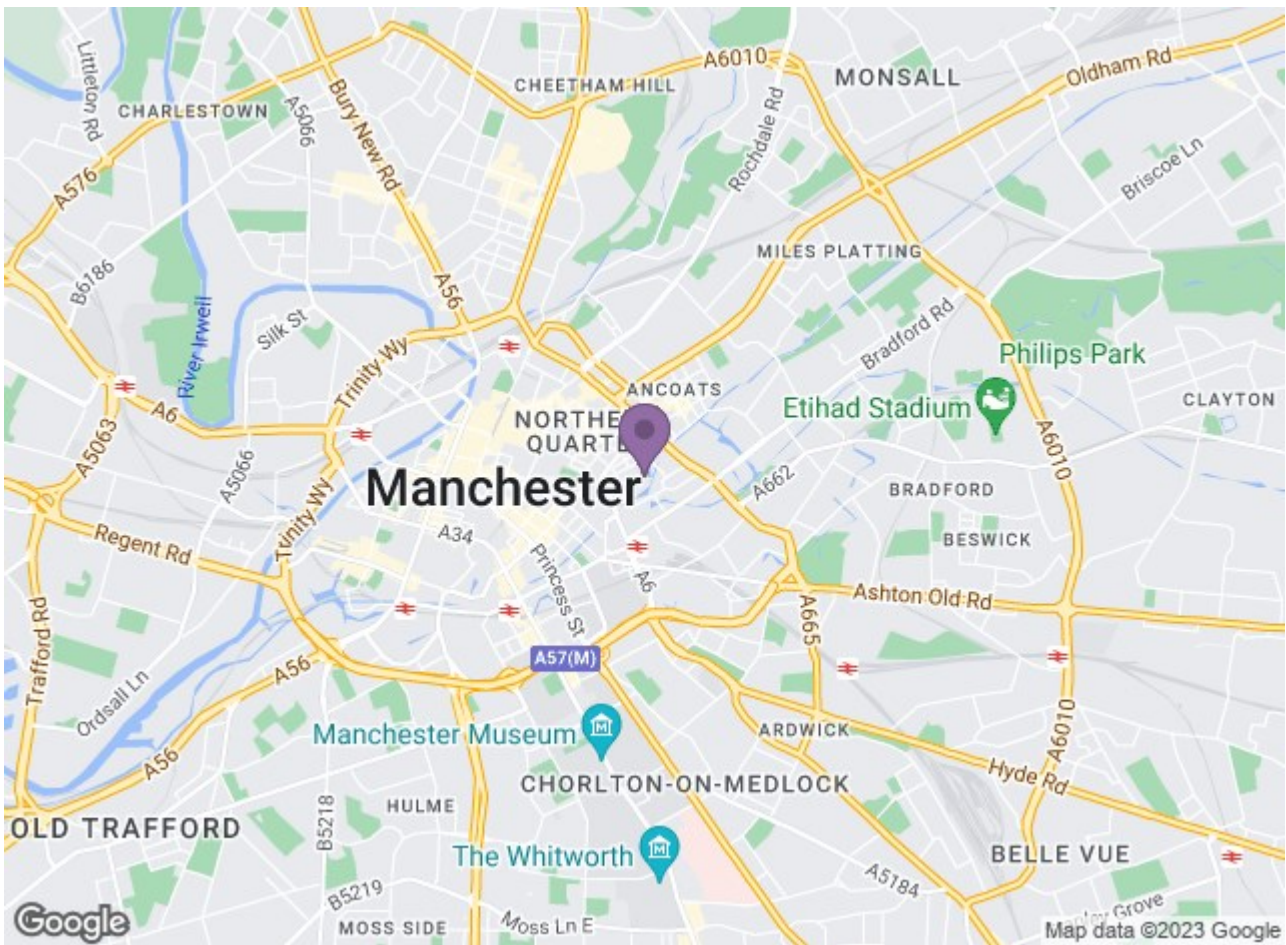 Littleton Rd
CHARLESTOWN
A5066
Bury New Rd
CHEETHAM HILL
A6010
MONSALL
Oldham Rd
Rochdale Rd
Briscoe Ln
A576
B6186
River Irwell
Silk St
A56
MILES PLATTING
Bradford Rd
Trinity Wy
Philips Park
ANCOATS
A6
A5063
A5066
Etihad Stadium
CLAYTON
A6010
QUARTE
Manchester
A662
BRADFORD
BESWICK
Trinity Wy
A34
Regent Rd
Princess St
A6
Ashton Old Rd
A665
Trafford Rd
A57(M)
A56
Ordsall Ln
Manchester Museum
M
ARDWICK
A6010
A56
CHORLTON-ON-MEDLOCK
Hyde Rd
HULME
B5218
OLD TRAFFORD
The Whitworth
M
BELLE VUE
A5184
B5219
MOSS SIDE
Moss Ln E
Grove
Google
Map data ©2023 Google